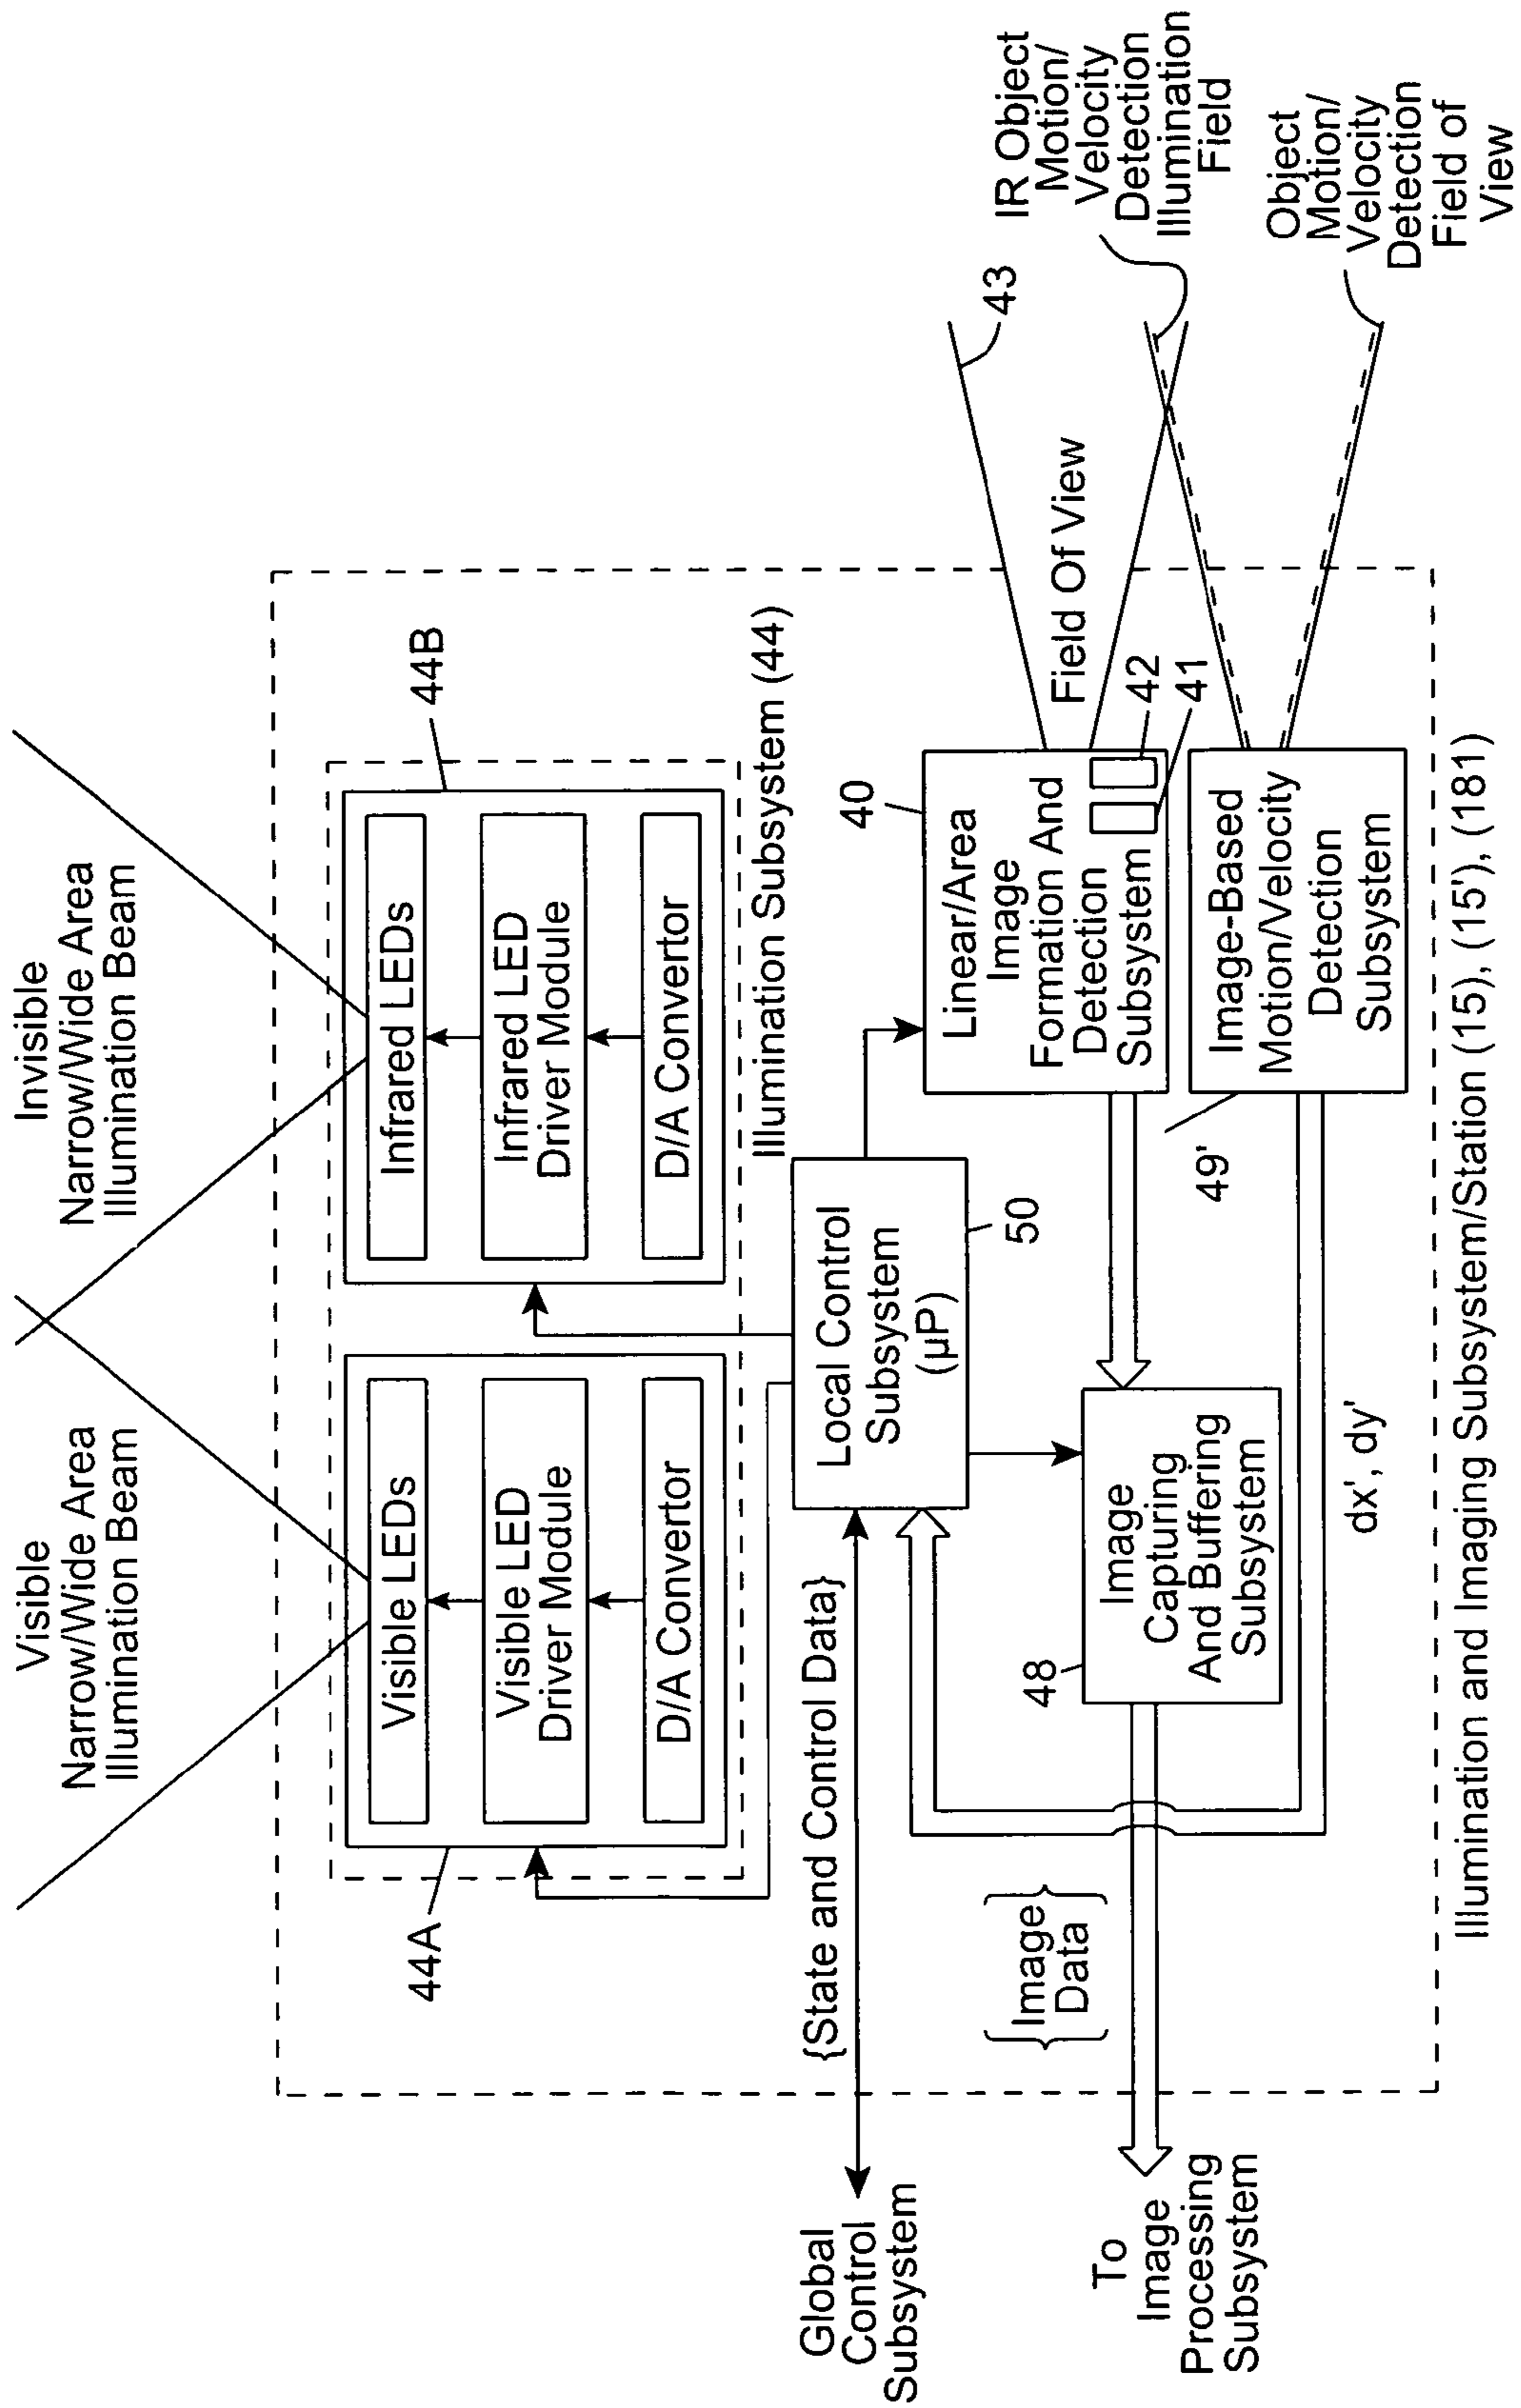 Visible
Narrow/Wide Area
Illumination Beam
Invisible
Narrow/Wide Area
Illumination Beam
44A
Visible LEDs
Visible LED
Driver Module
D/A Convertor
44B
Infrared LEDs
Infrared LED
Driver Module
D/A Convertor
Illumination Subsystem (44)
Global
Control
Subsystem
{State and Control Data}
Local Control
Subsystem
(µP)
50
40
Linear/Area
Image
Formation And
Detection
Subsystem
42
41
Field Of View
43
IR Object
Motion/
Velocity
Detection
Illumination
Field
To
Image
Processing
Subsystem
{Image
Data}
48
Image
Capturing
And Buffering
Subsystem
49'
Image-Based
Motion/Velocity
Detection
Subsystem
Object
Motion/
Velocity
Detection
Field of
View
dx', dy'
Illumination and Imaging Subsystem/Station (15), (15'), (181)